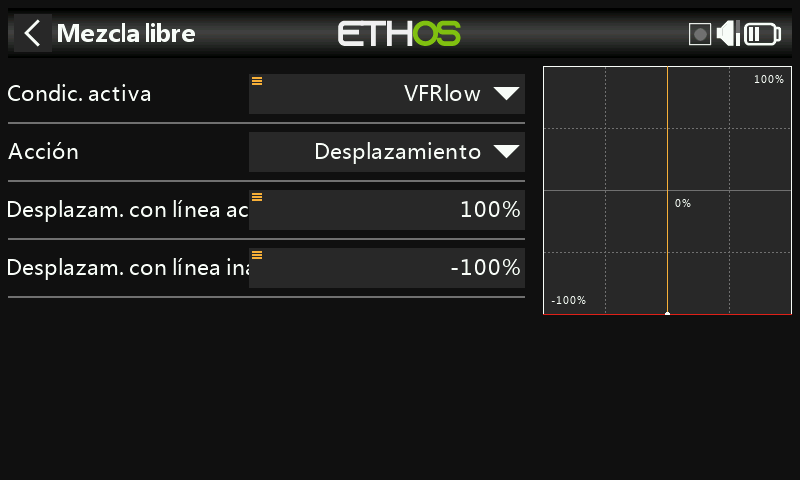 Mezcla libre
ETHOS
Condic. activa
VFRlow
Acción
Desplazamiento
Desplazam. con línea ac
100%
Desplazam. con línea ina
-100%
100%
0%
-100%